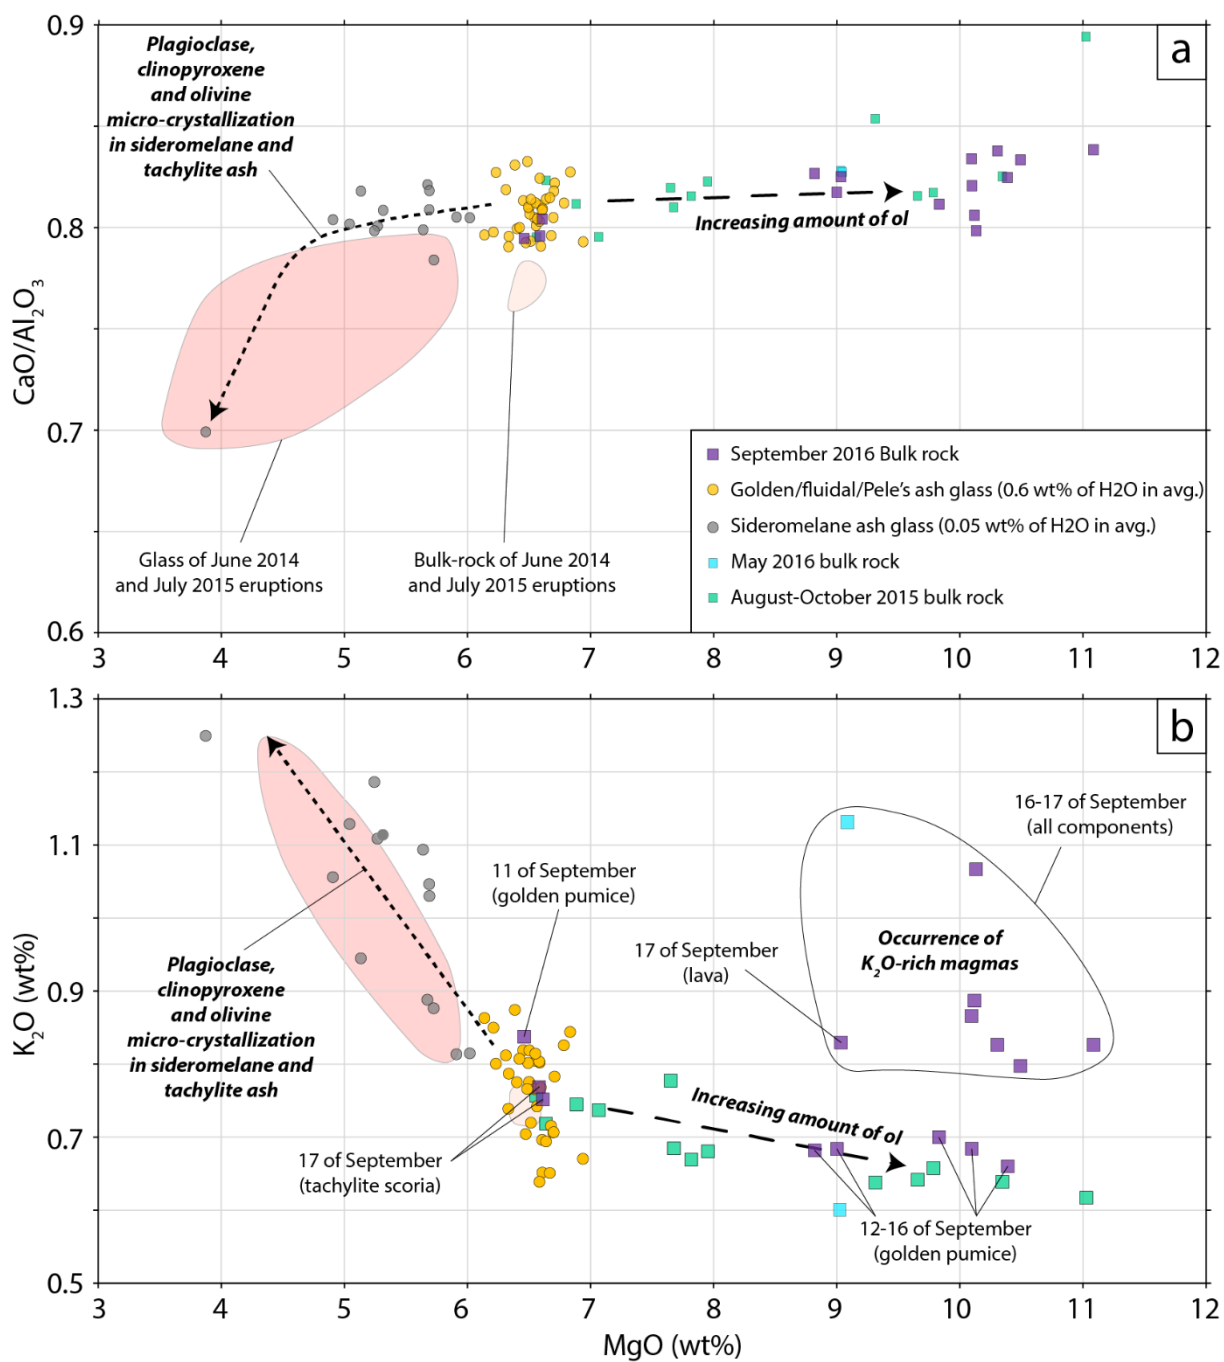 0.9
0.8
0.7
0.6
CaO/Al2O3
a
Plagioclase,
clinopyroxene
and olivine
micro-crystallization
in sideromelane and
tachylite ash
Increasing amount of ol
Glass of June 2014
and July 2015 eruptions
Bulk-rock of June 2014
and July 2015 eruptions
September 2016 Bulk rock
Golden/fluidal/Pele's ash glass (0.6 wt% of H2O in avg.)
Sideromelane ash glass (0.05 wt% of H2O in avg.)
May 2016 bulk rock
August-October 2015 bulk rock
3 4 5 6 7 8 9 10 11 12
1.3
1.1
0.9
0.7
0.5
K2O (wt%)
b
16-17 of September
(all components)
11 of September
(golden pumice)
Occurrence of
K2O-rich magmas
17 of September
(lava)
Plagioclase,
clinopyroxene
and olivine
micro-crystallization
in sideromelane and
tachylite ash
Increasing amount of ol
17 of September
(tachylite scoria)
12-16 of September
(golden pumice)
3 4 5 6 7 8 9 10 11 12
MgO (wt%)